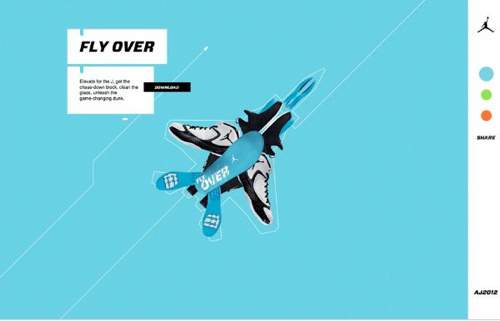 FLY OVER
Elevate for the J, get the
chase-down block, clean the
glass, unleash the
game-changing dunk.
DOWNLOAD
FLY
OVER
SHARE
AJ2012